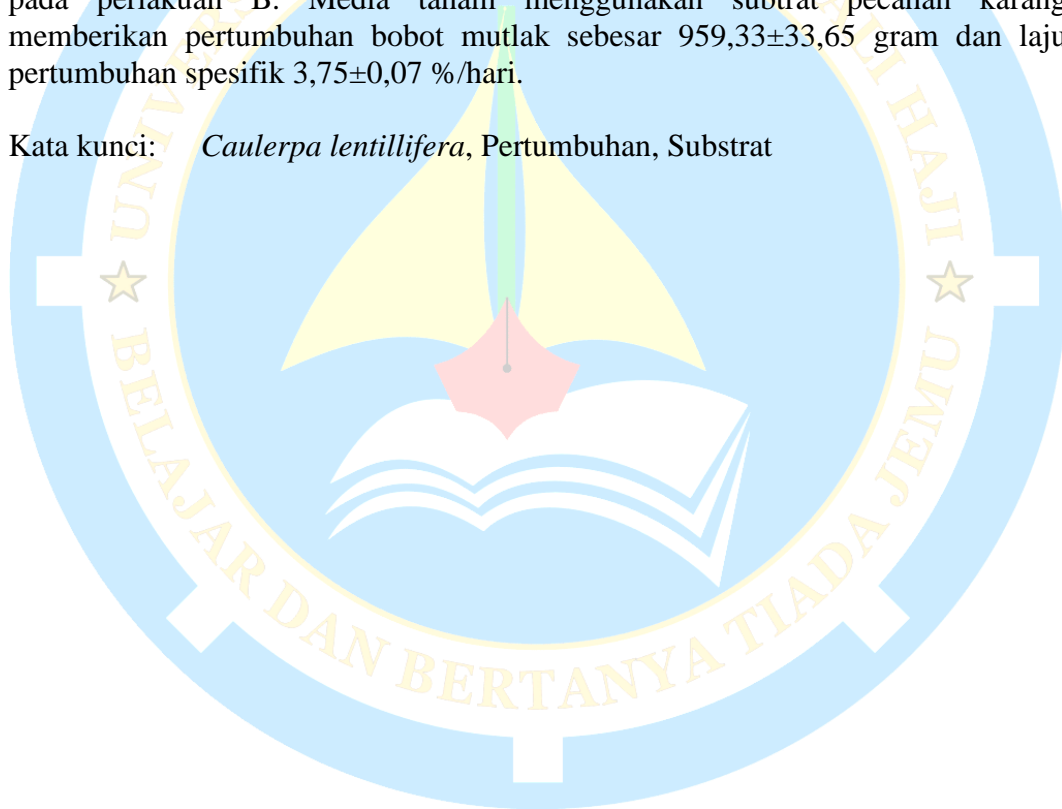 pada perlakuan B. Media tanam menggunakan subtrat pecahan karang
memberikan pertumbuhan bobot mutlak sebesar 959,33±33,65 gram dan laju
pertumbuhan spesifik 3,75±0,07 %/hari.
Kata kunci: Caulerpa lentillifera, Pertumbuhan, Substrat
ALI HAJI
BELAJAR DAN BERTANYA TIADA JEMU